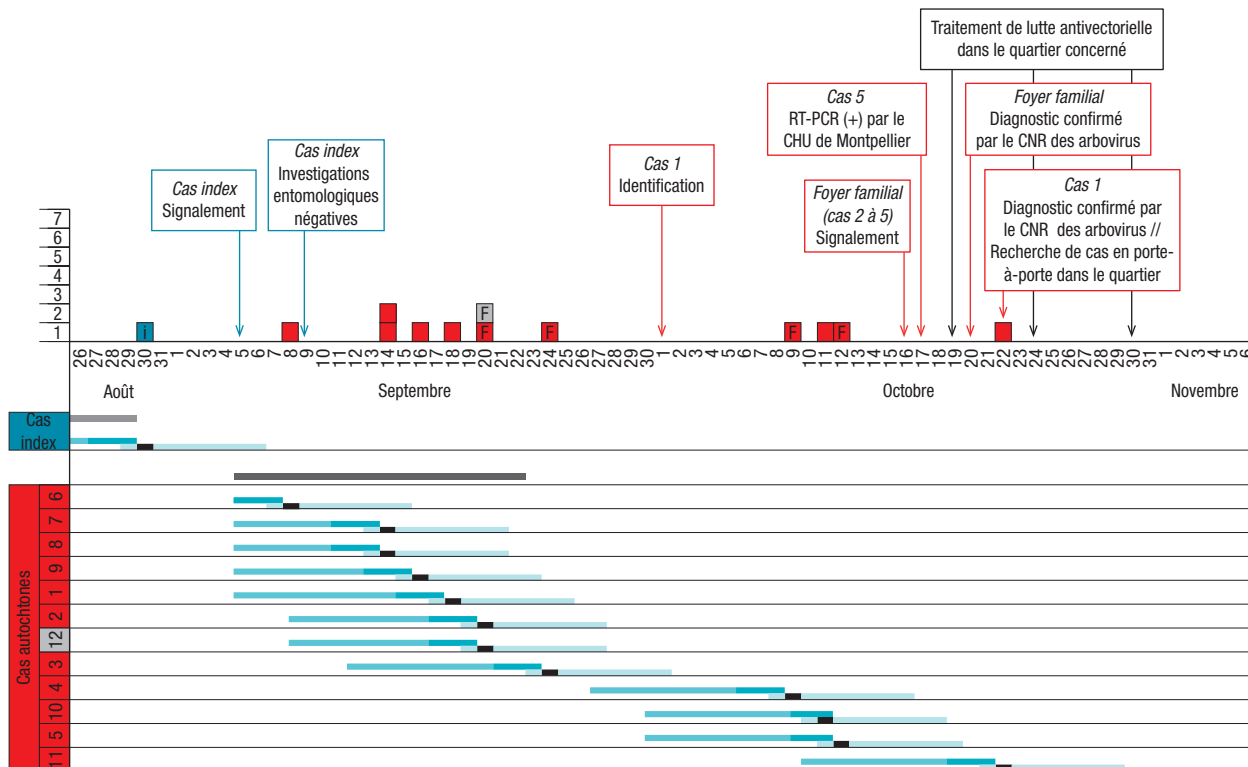 Traitement de lutte antivectorielle
dans le quartier concerné
Cas 5
RT-PCR (+) par le
CHU de Montpellier
Foyer familial
Diagnostic confirmé
par le CNR des arbovirus
Cas index
Investigations
entomologiques
négatives
Cas 1
Identification
Cas index
Signalement
Foyer familial
(cas 2 à 5)
Signalement
Cas 1
Diagnostic confirmé par
le CNR des arbovirus //
Recherche de cas en porte-
à-porte dans le quartier
7
6
5
4
3
2
1
i
F
F
F
F
F
26 27 28 29 30 31 1 2 3 4 5 6 7 8 9 10 11 12 13 14 15 16 17 18 19 20 21 22 23 24 25 26 27 28 29 30 1 2 3 4 5 6 7 8 9 10 11 12 13 14 15 16 17 18 19 20 21 22 23 24 25 26 27 28 29 30 31 1 2 3 4 5 6
Août Septembre Octobre Novembre
Cas
index
Cas autochtones
6
7
8
9
1
2
12
3
4
10
5
11